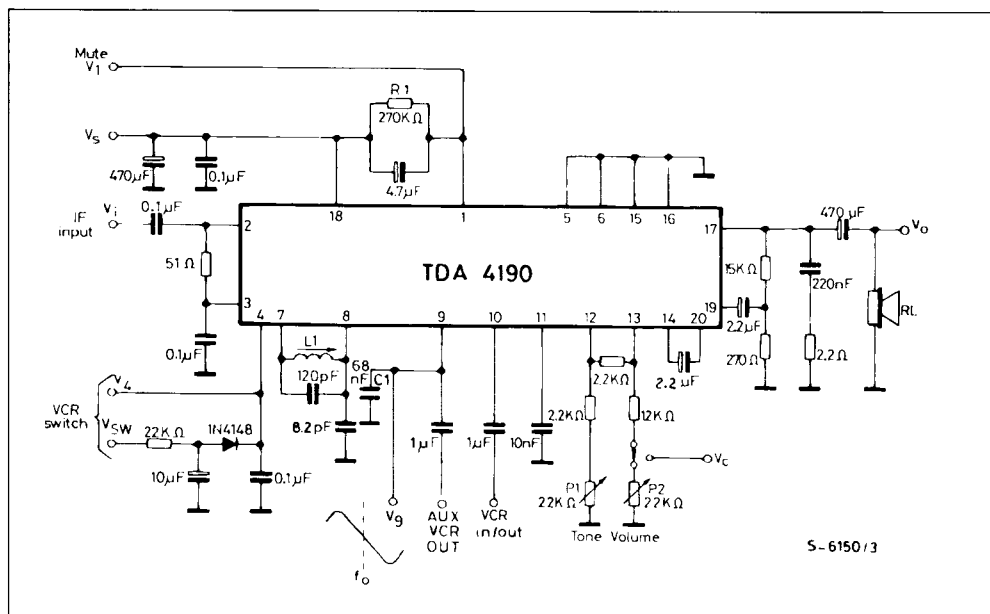 Mute
V1
R1
270KΩ
Vs
470µF
0.1µF
4.7µF
18
1
5
6
15
16
IF
input
Vi
0.1µF
2
51Ω
3
0.1µF
TDA 4190
17
470 µF
Vo
15KΩ
220nF
RL
19
2.2µF
270Ω
2.2Ω
4
7
8
9
10
11
12
13
14
20
L1
120pF
8.2pF
68
nF
C1
2.2KΩ
2.2 µF
2.2KΩ
12KΩ
1µF
1µF
10nF
VCR
switch
V4
VSW
22KΩ
1N4148
10µF
0.1µF
Vc
P1
22KΩ
P2
22KΩ
V9
AUX
VCR
OUT
VCR
in/out
Tone
Volume
fo
S-6150/3